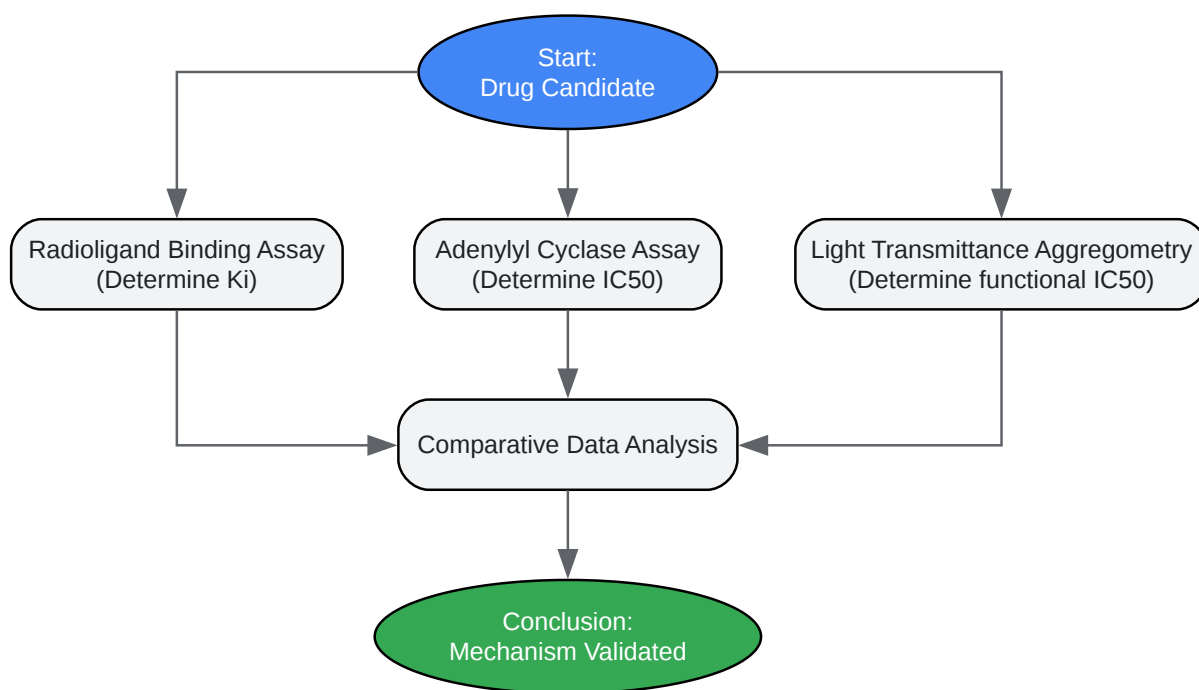 Start:
Drug Candidate
Radioligand Binding Assay
(Determine Ki)
Adenylyl Cyclase Assay
(Determine IC50)
Light Transmittance Aggregometry
(Determine functional IC50)
Comparative Data Analysis
Conclusion:
Mechanism Validated